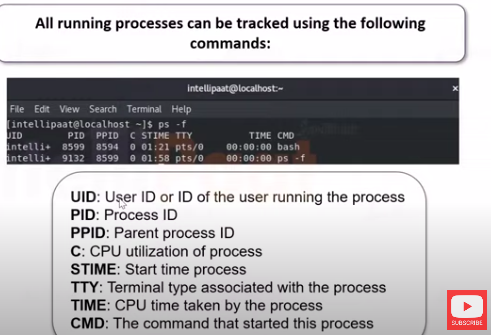 All running processes can be tracked using the following
commands:
intellipaat@localhost:~
×
File Edit View Search Terminal Help
[intellipaat@localhost ~]$ ps -f
UID PID PPID C STIME TTY TIME CMD
intelli+ 8599 8594 0 01:21 pts/0 00:00:00 bash
intelli+ 9132 8599 0 01:58 pts/0 00:00:00 ps -f
UID: User ID or ID of the user running the process
PID: Process ID
PPID: Parent process ID
C: CPU utilization of process
STIME: Start time process
TTY: Terminal type associated with the process
TIME: CPU time taken by the process
CMD: The command that started this process
SUBSCRIBE